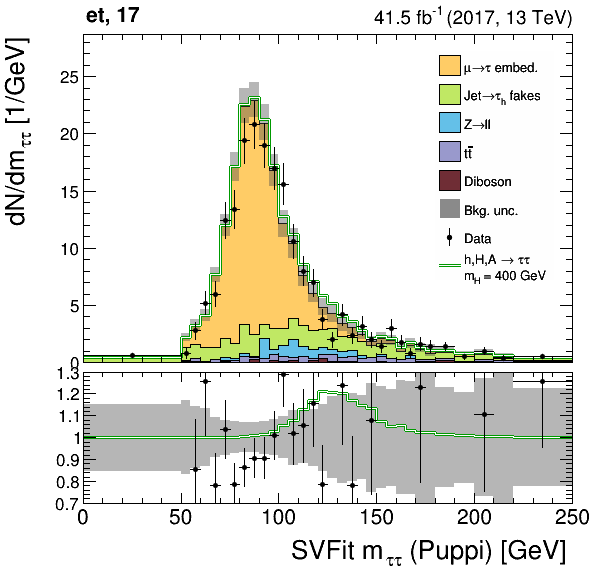 et, 17
41.5 fb⁻¹ (2017, 13 TeV)
dN/dm_ττ [1/GeV]
25
20
15
10
5
0
μ→τ embed.
Jet→τ_h fakes
Z→ll
tt̅
Diboson
Bkg. unc.
Data
h,H,A → ττ
m_H = 400 GeV
1.3
1.2
1.1
1
0.9
0.8
0.7
0 50 100 150 200 250
SVFit m_ττ (Puppi) [GeV]